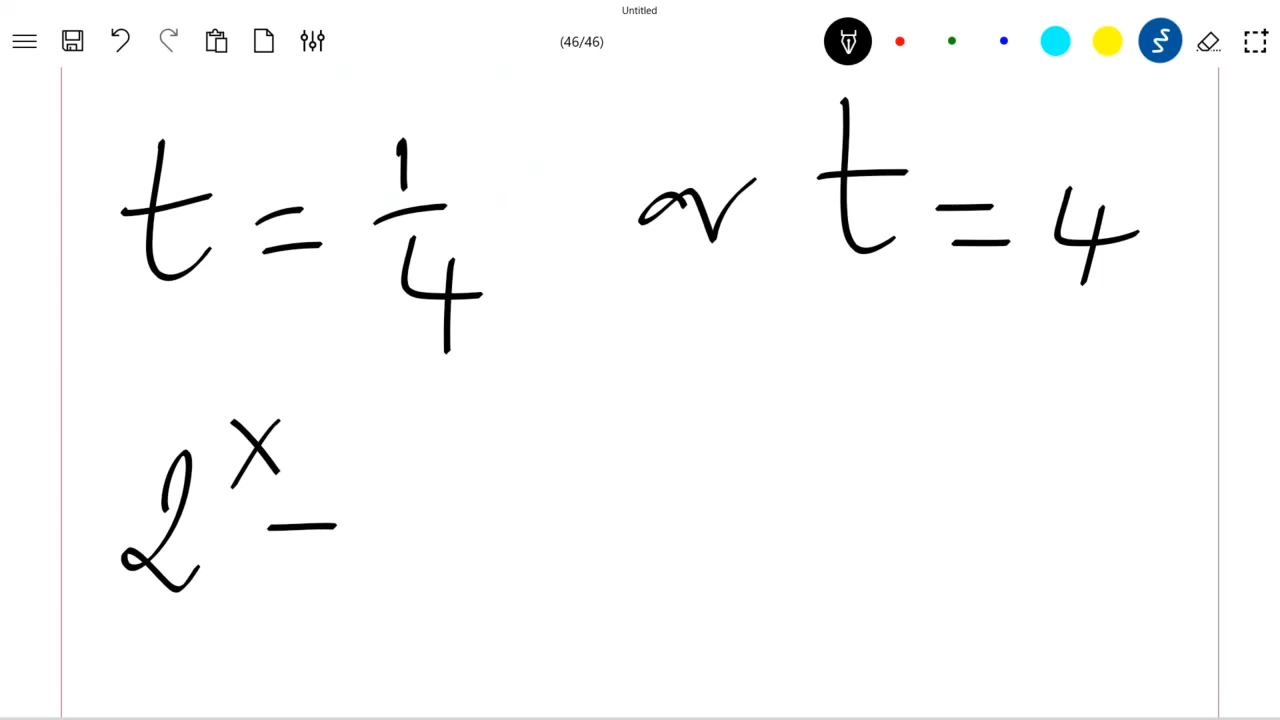 Untitled
(46/46)
t = 1/4 or t = 4
2^x −